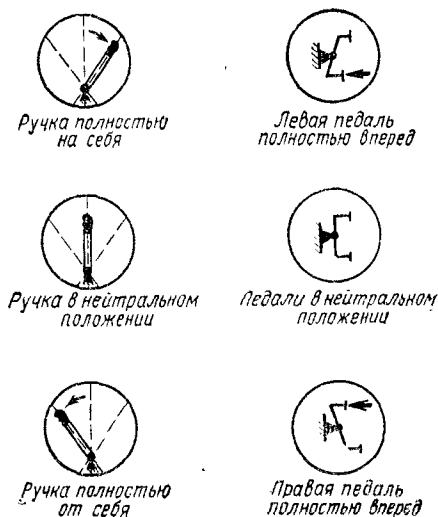 Ручка полностью
на себя
Левая педаль
полностью вперед
Ручка в нейтральном
положении
Педали в нейтральном
положении
Ручка полностью
от себя
Правая педаль
полностью вперед